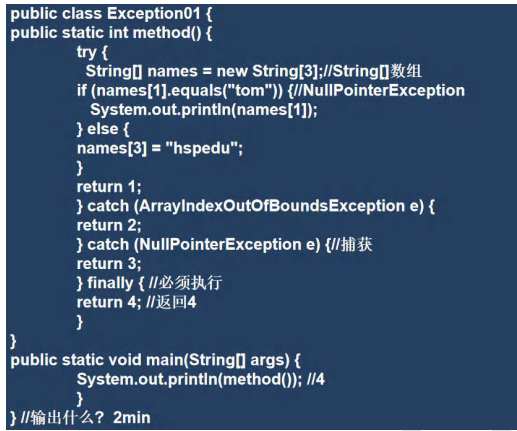 public class Exception01 {
public static int method() {
try {
String[] names = new String[3];//String[]数组
if (names[1].equals("tom")) {//NullPointerException
System.out.println(names[1]);
} else {
names[3] = "hspedu";
}
return 1;
} catch (ArrayIndexOutOfBoundsException e) {
return 2;
} catch (NullPointerException e) {//捕获
return 3;
} finally { //必须执行
return 4; //返回4
}
}
public static void main(String[] args) {
System.out.println(method()); //4
}
} //输出什么? 2min